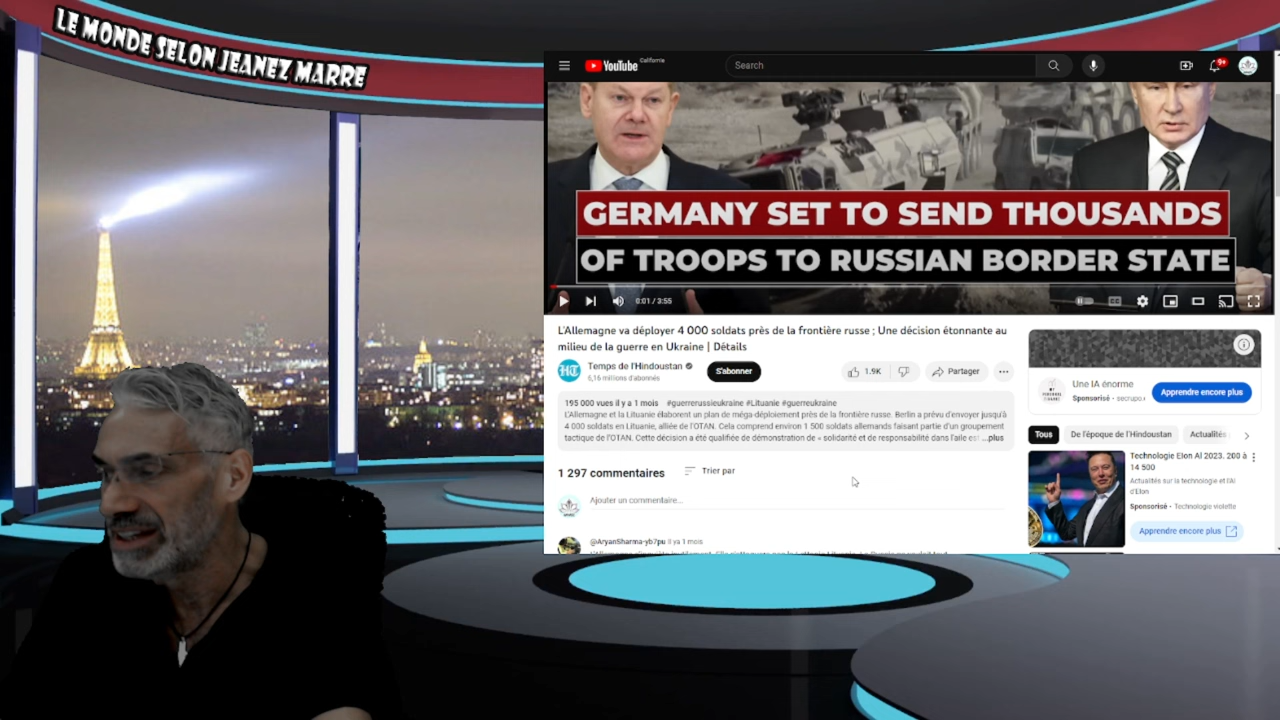 LE MONDE SELON JEANEZ MARRE
YouTube California
Search
9+
GERMANY SET TO SEND THOUSANDS
OF TROOPS TO RUSSIAN BORDER STATE
0:01 / 3:55
L'Allemagne va déployer 4 000 soldats près de la frontière russe ; Une décision étonnante au
milieu de la guerre en Ukraine | Détails
HT
Temps de l'Hindoustan
6,16 millions d'abonnés
S'abonner
1.9K
Partager
195 000 vues il y a 1 mois #guerrerussieukraine #Lituanie #guerreukraine
L'Allemagne et la Lituanie élaborent un plan de méga-déploiement près de la frontière russe. Berlin a prévu d'envoyer jusqu'à
4 000 soldats en Lituanie, alliée de l'OTAN. Cela comprend environ 1 500 soldats allemands faisant partie d'un groupement
tactique de l'OTAN. Cette décision a été qualifiée de démonstration de « solidarité et de responsabilité dans l'aile est ...plus
1 297 commentaires
Trier par
Ajouter un commentaire...
@AryanSharma-yb7pu il y a 1 mois
Une IA énorme
Sponsorisé · secrupo
Apprendre encore plus
Tous
De l'époque de l'Hindoustan
Actualités
Technologie Elon AI 2023. 200 à
14 500
Actualités sur la technologie et l'AI
d'Elon
Sponsorisé · Technologie violette
Apprendre encore plus